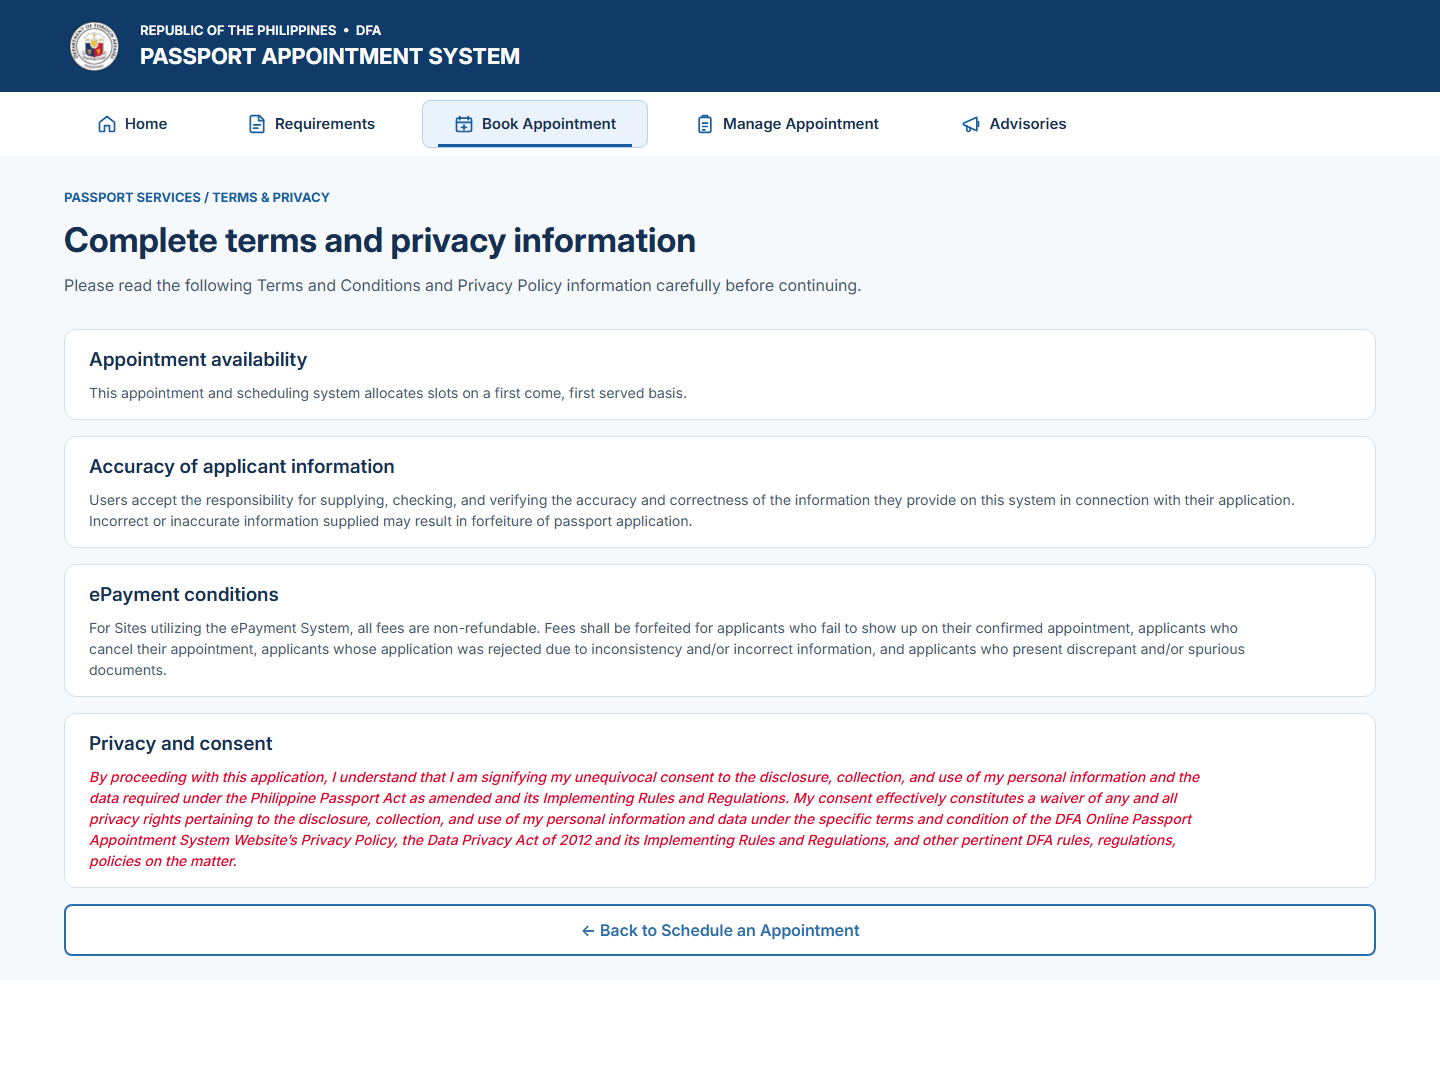 REPUBLIC OF THE PHILIPPINES • DFA
PASSPORT APPOINTMENT SYSTEM
Home
Requirements
Book Appointment
Manage Appointment
Advisories
PASSPORT SERVICES / TERMS & PRIVACY
Complete terms and privacy information
Please read the following Terms and Conditions and Privacy Policy information carefully before continuing.
Appointment availability
This appointment and scheduling system allocates slots on a first come, first served basis.
Accuracy of applicant information
Users accept the responsibility for supplying, checking, and verifying the accuracy and correctness of the information they provide on this system in connection with their application.
Incorrect or inaccurate information supplied may result in forfeiture of passport application.
ePayment conditions
For Sites utilizing the ePayment System, all fees are non-refundable. Fees shall be forfeited for applicants who fail to show up on their confirmed appointment, applicants who
cancel their appointment, applicants whose application was rejected due to inconsistency and/or incorrect information, and applicants who present discrepant and/or spurious
documents.
Privacy and consent
By proceeding with this application, I understand that I am signifying my unequivocal consent to the disclosure, collection, and use of my personal information and the
data required under the Philippine Passport Act as amended and its Implementing Rules and Regulations. My consent effectively constitutes a waiver of any and all
privacy rights pertaining to the disclosure, collection, and use of my personal information and data under the specific terms and condition of the DFA Online Passport
Appointment System Website's Privacy Policy, the Data Privacy Act of 2012 and its Implementing Rules and Regulations, and other pertinent DFA rules, regulations,
policies on the matter.
← Back to Schedule an Appointment